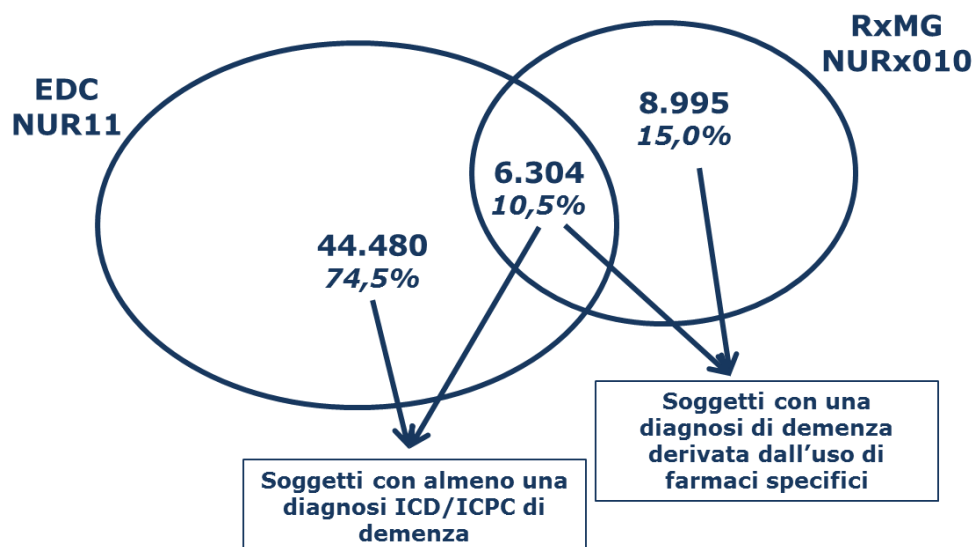 EDC
NUR11
RxMG
NURx010
44.480
74,5%
6.304
10,5%
8.995
15,0%
Soggetti con almeno una
diagnosi ICD/ICPC di
demenza
Soggetti con una
diagnosi di demenza
derivata dall'uso di
farmaci specifici